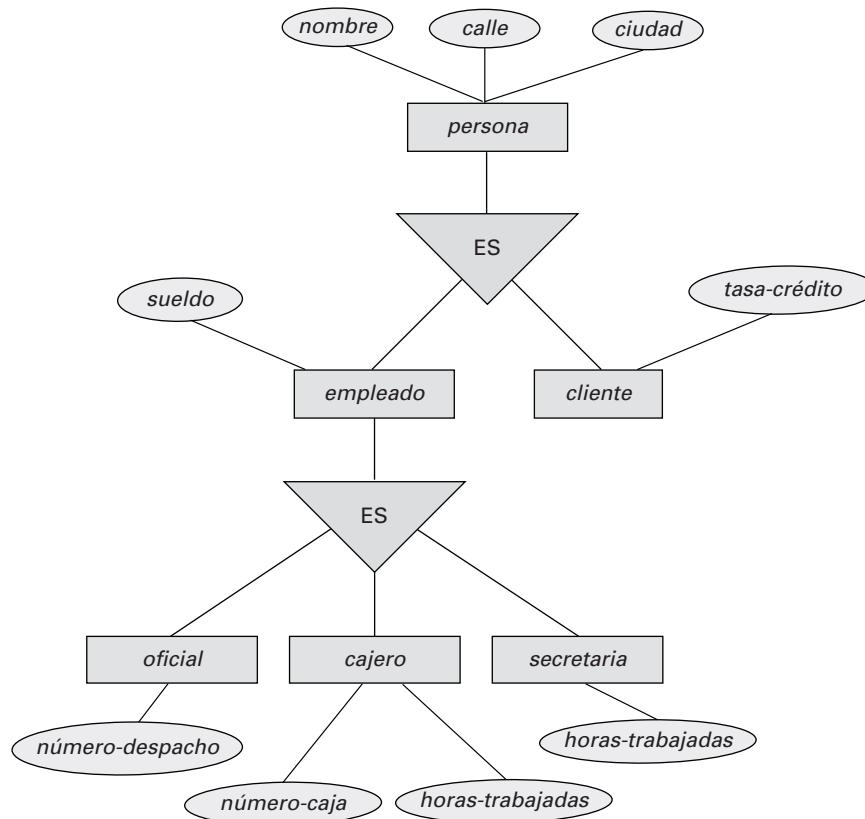 nombre
calle
ciudad
persona
ES
sueldo
tasa-crédito
empleado
cliente
ES
oficial
cajero
secretaria
número-despacho
horas-trabajadas
número-caja
horas-trabajadas